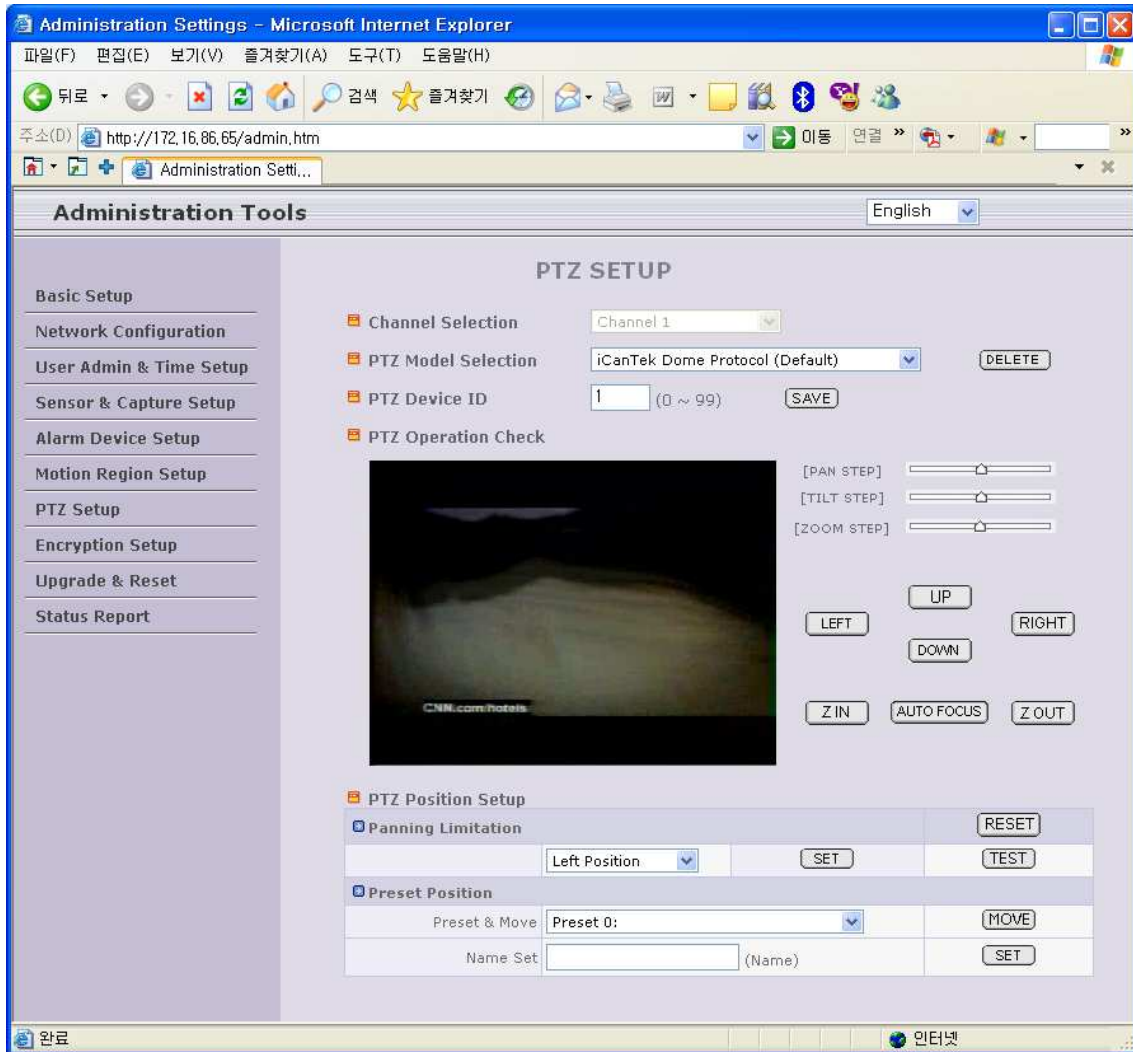 Administration Settings - Microsoft Internet Explorer
파일(F) 편집(E) 보기(V) 즐겨찾기(A) 도구(T) 도움말(H)
뒤로 검색 즐겨찾기
주소(D) http://172.16.86.65/admin.htm 이동 연결 »
Administration Setti...
Administration Tools English
PTZ SETUP
Basic Setup
Network Configuration
User Admin & Time Setup
Sensor & Capture Setup
Alarm Device Setup
Motion Region Setup
PTZ Setup
Encryption Setup
Upgrade & Reset
Status Report
Channel Selection Channel 1
PTZ Model Selection iCanTek Dome Protocol (Default) DELETE
PTZ Device ID 1 (0 ~ 99) SAVE
PTZ Operation Check
[PAN STEP]
[TILT STEP]
[ZOOM STEP]
UP
LEFT RIGHT
DOWN
Z IN AUTO FOCUS Z OUT
CNN.com/hotels
PTZ Position Setup
Panning Limitation RESET
Left Position SET TEST
Preset Position
Preset & Move Preset 0: MOVE
Name Set (Name) SET
완료 인터넷